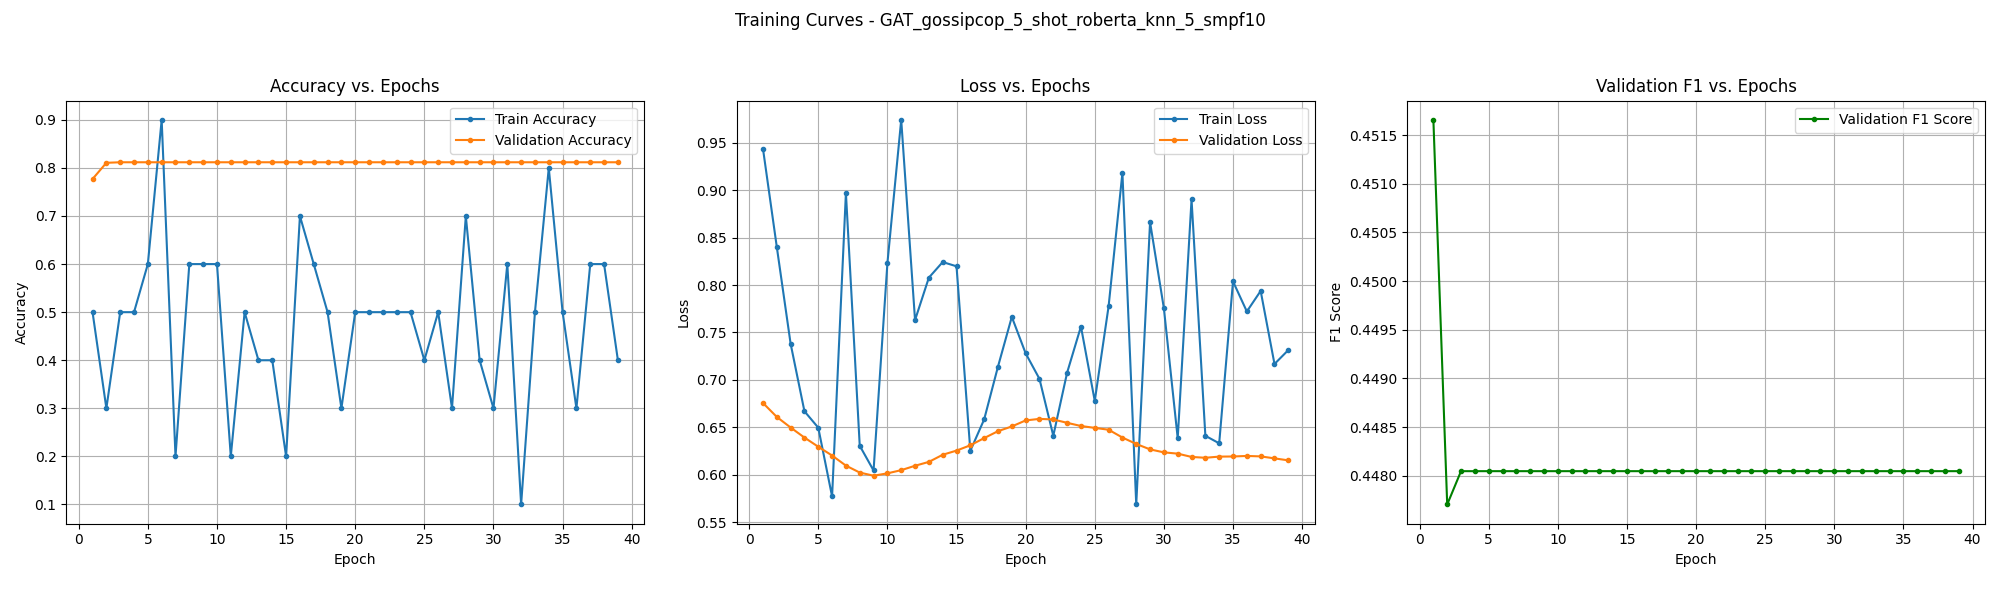 Training Curves - GAT_gossipcop_5_shot_roberta_knn_5_smpf10
Accuracy vs. Epochs
Train Accuracy
Validation Accuracy
Accuracy
0.9
0.8
0.7
0.6
0.5
0.4
0.3
0.2
0.1
0 5 10 15 20 25 30 35 40
Epoch
Loss vs. Epochs
Train Loss
Validation Loss
Loss
0.95
0.90
0.85
0.80
0.75
0.70
0.65
0.60
0.55
0 5 10 15 20 25 30 35 40
Epoch
Validation F1 vs. Epochs
Validation F1 Score
F1 Score
0.4515
0.4510
0.4505
0.4500
0.4495
0.4490
0.4485
0.4480
0 5 10 15 20 25 30 35 40
Epoch